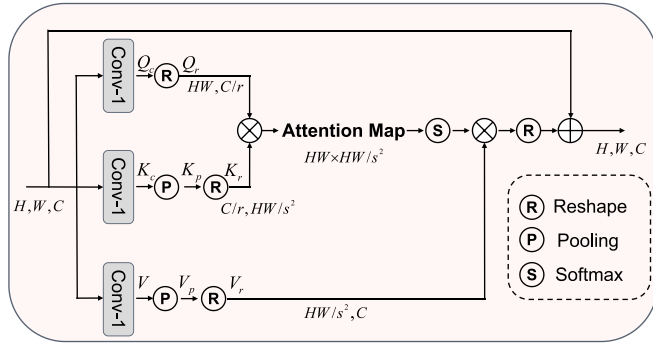 Conv-1
Q_c
R
Q_r
HW, C/r
Attention Map
HW×HW/s²
S
R
H,W,C
H,W,C
Conv-1
K_c
P
K_p
R
K_r
C/r, HW/s²
Conv-1
V
P
V_p
R
V_r
HW/s², C
R Reshape
P Pooling
S Softmax